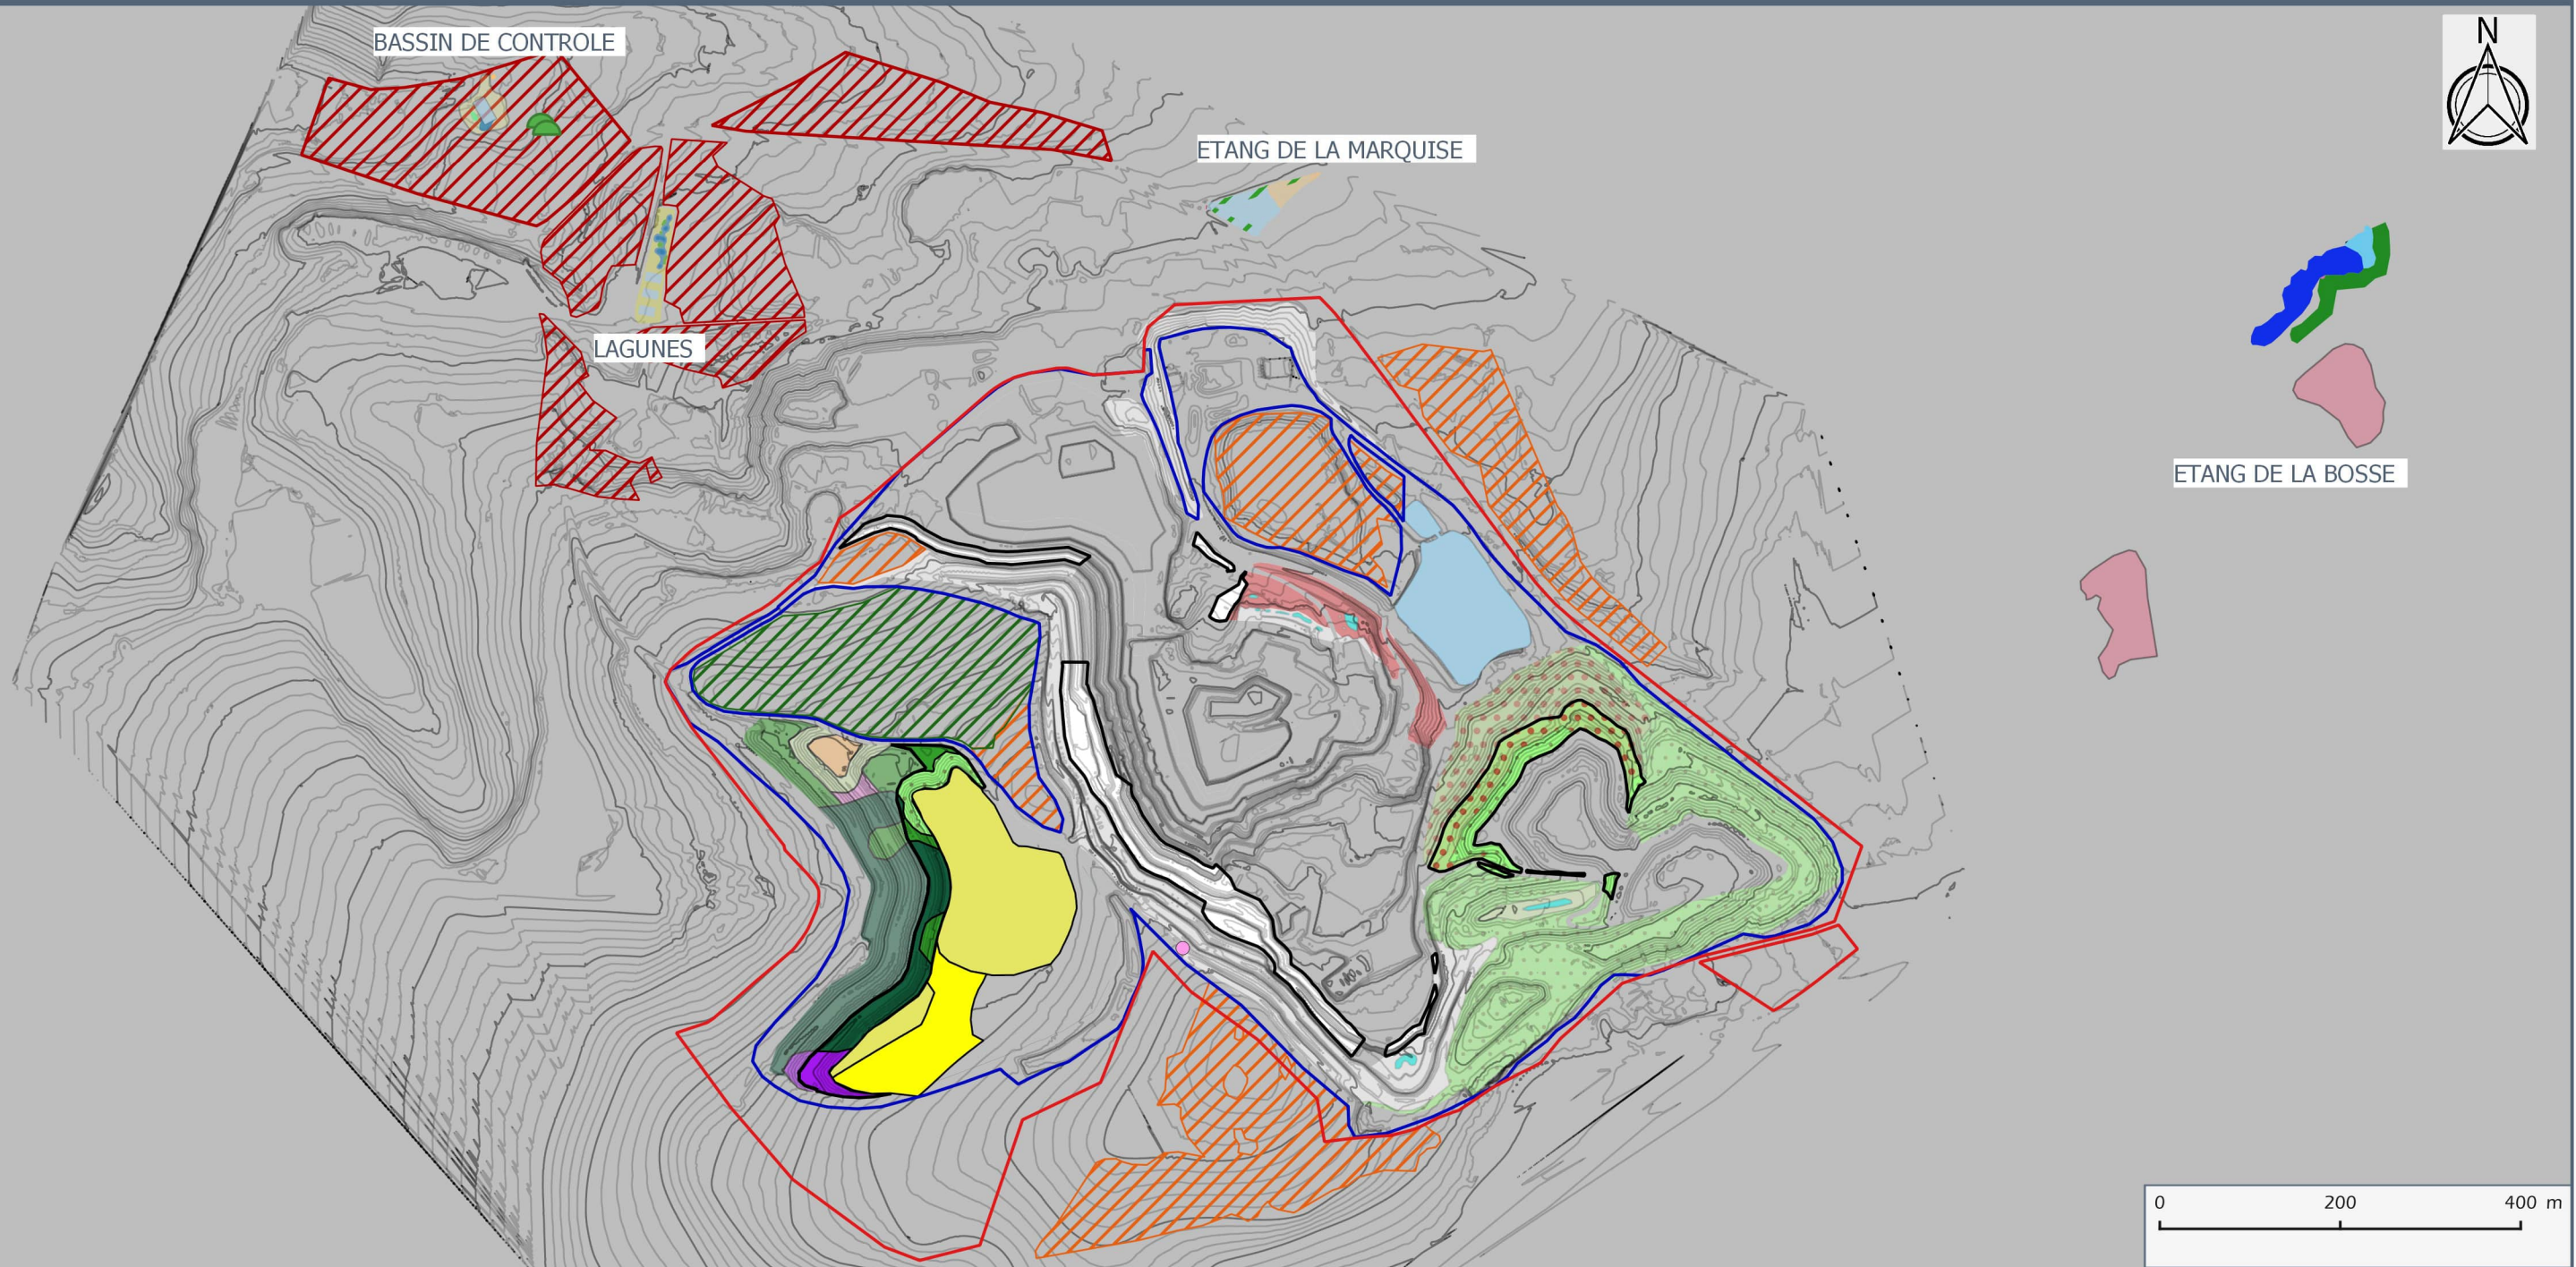 BASSIN DE CONTROLE
N
ETANG DE LA MARQUISE
LAGUNES
ETANG DE LA BOSSE
0 200 400 m